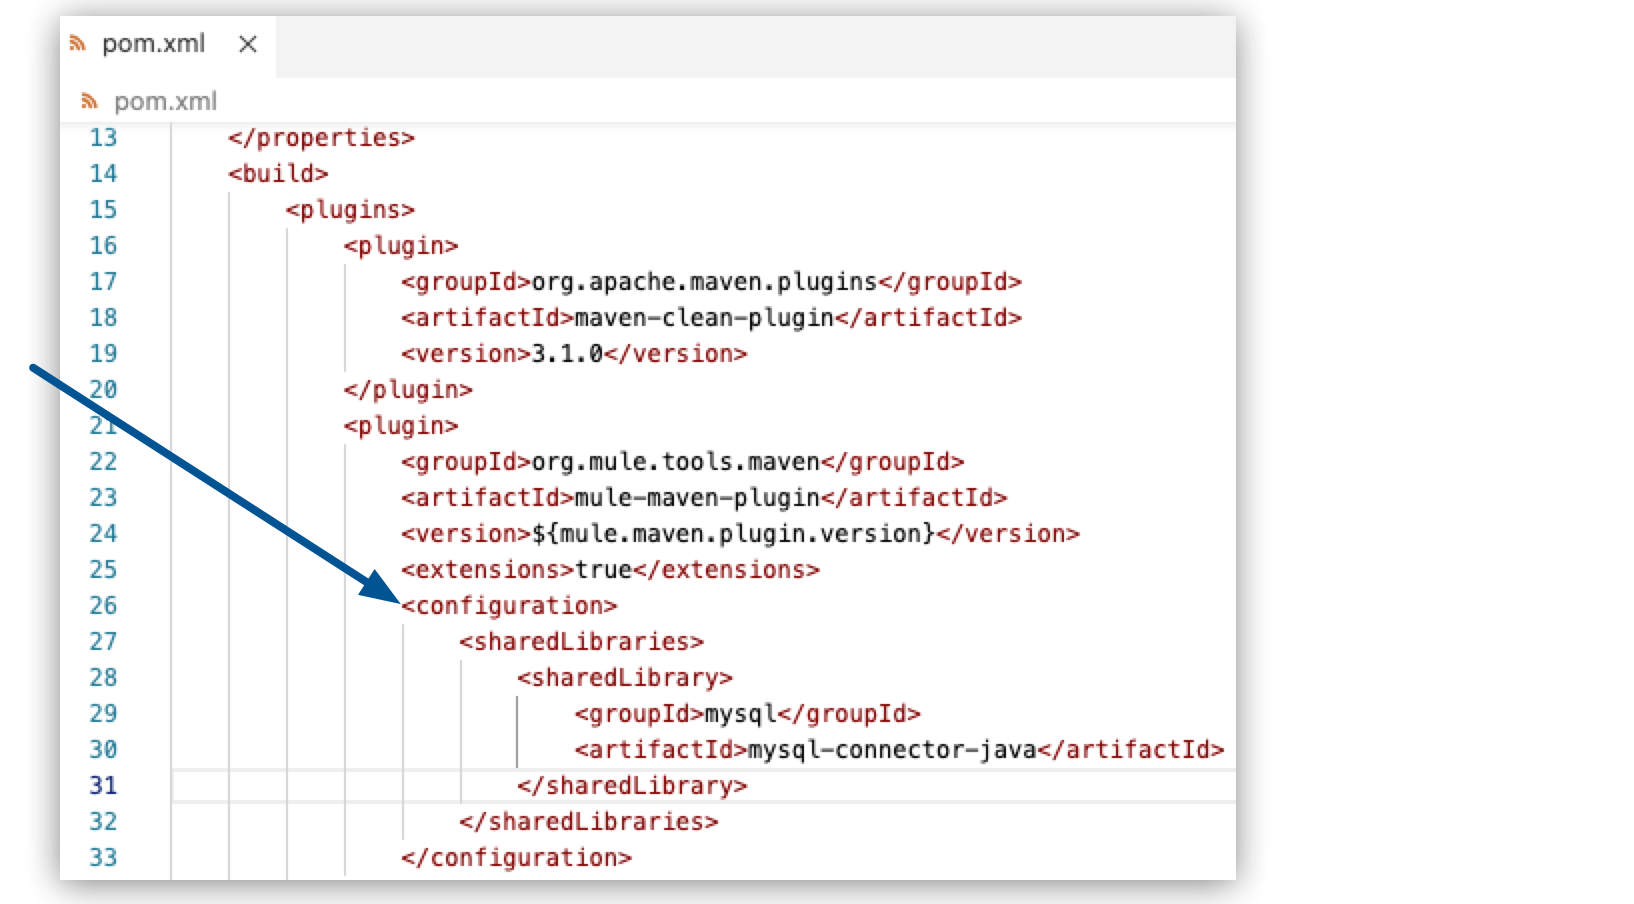 pom.xml
pom.xml
13 </properties>
14 <build>
15 <plugins>
16 <plugin>
17 <groupId>org.apache.maven.plugins</groupId>
18 <artifactId>maven-clean-plugin</artifactId>
19 <version>3.1.0</version>
20 </plugin>
21 <plugin>
22 <groupId>org.mule.tools.maven</groupId>
23 <artifactId>mule-maven-plugin</artifactId>
24 <version>${mule.maven.plugin.version}</version>
25 <extensions>true</extensions>
26 <configuration>
27 <sharedLibraries>
28 <sharedLibrary>
29 <groupId>mysql</groupId>
30 <artifactId>mysql-connector-java</artifactId>
31 </sharedLibrary>
32 </sharedLibraries>
33 </configuration>